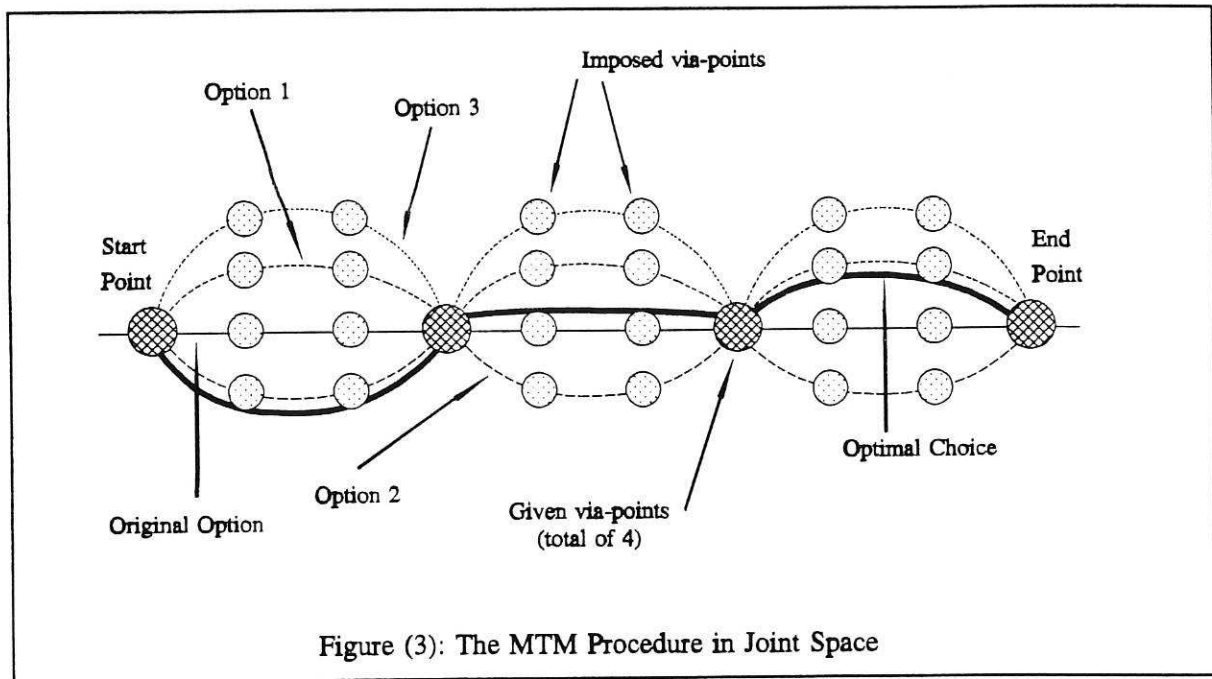 Imposed via-points
Option 1
Option 3
Start
Point
End
Point
Optimal Choice
Option 2
Given via-points
(total of 4)
Original Option
Figure (3): The MTM Procedure in Joint Space